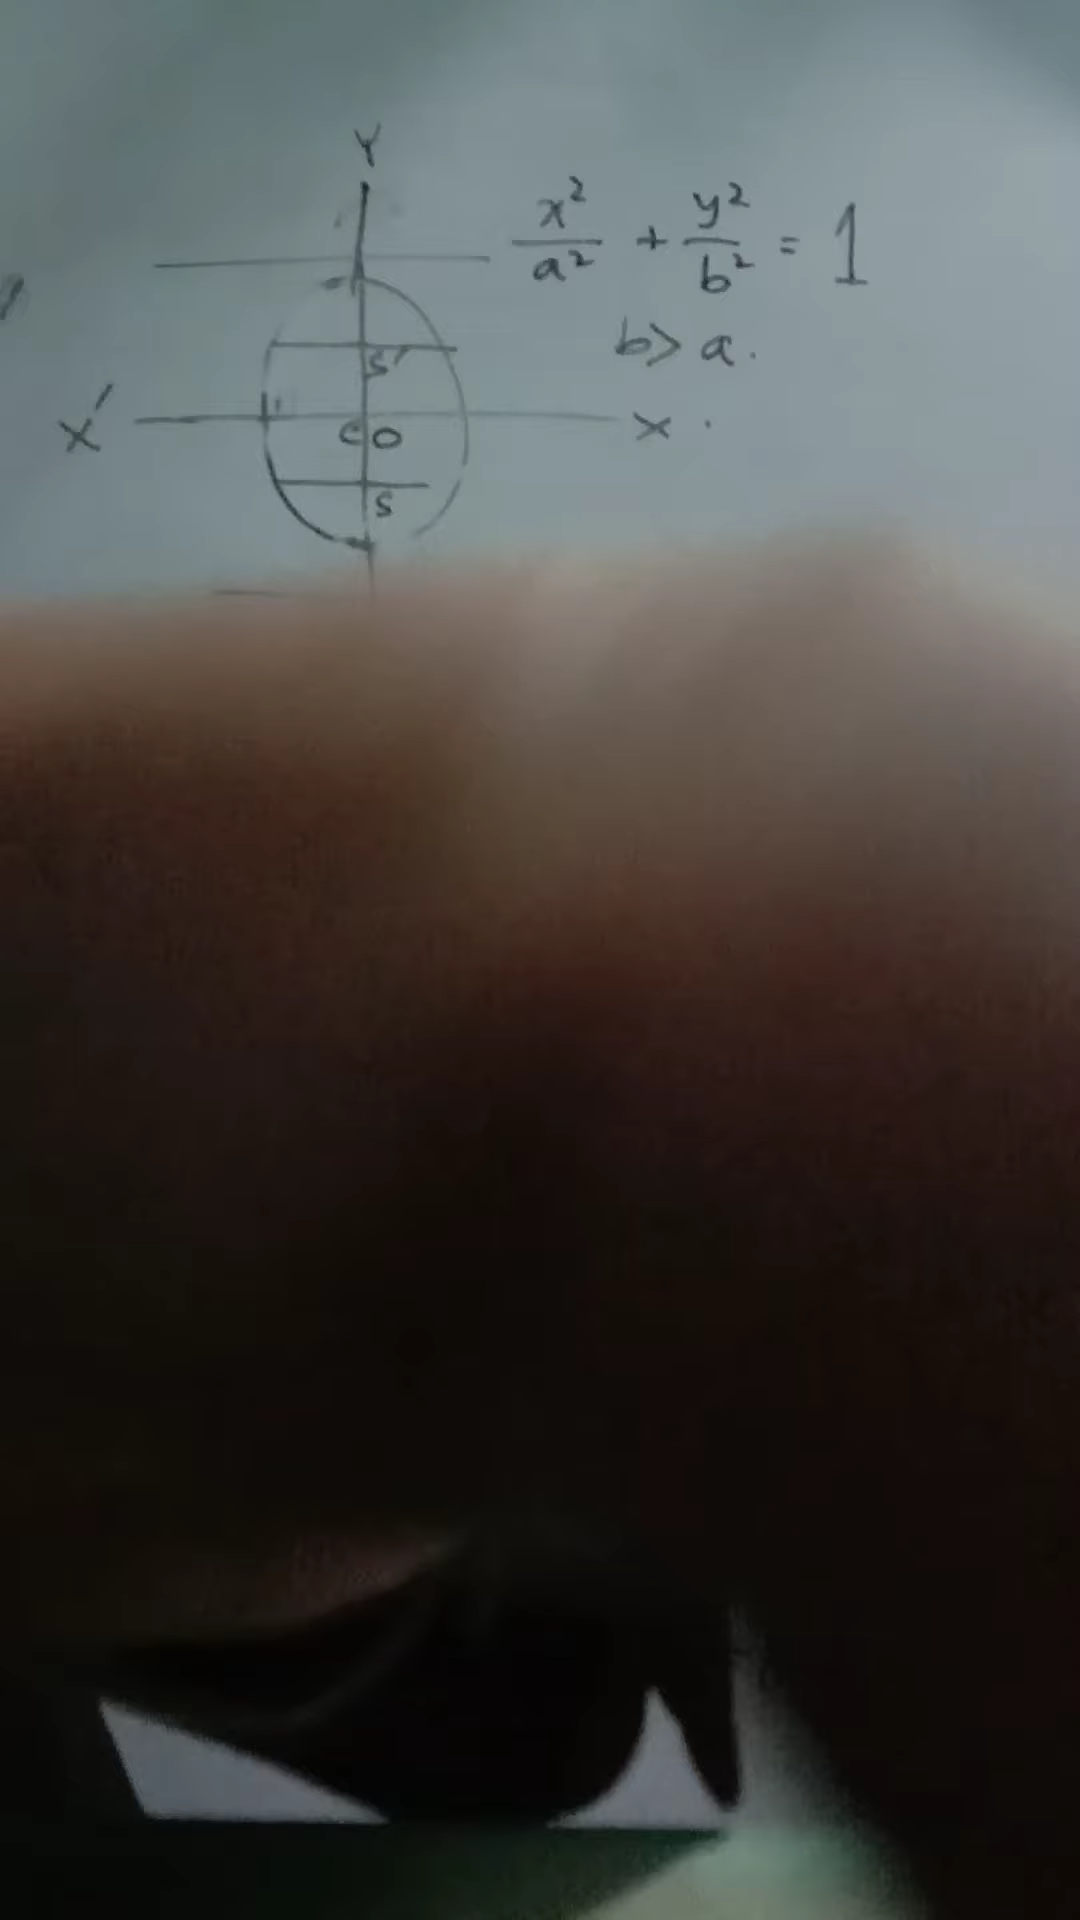 Y
x²/a² + y²/b² = 1
b > a.
S'
X' X.
C O
S